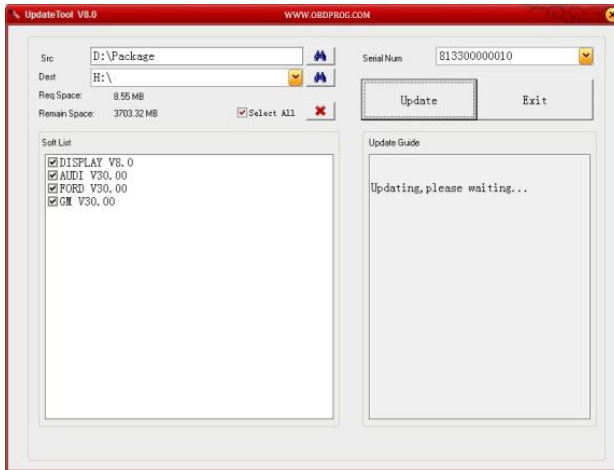 UpdateTool V8.0
WWW.OBDPROG.COM
Src D:\Package
Dest H:\
Req Space: 8.55 MB
Remain Space: 3703.32 MB
Select All
Serial Num 813300000010
Update Exit
Soft List
DISPLAY V8.0
AUDI V30.00
FORD V30.00
GM V30.00
Update Guide
Updating,please waiting...